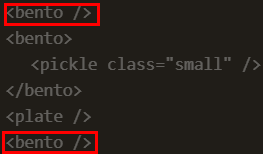 <bento />
<bento>
  <pickle class="small" />
</bento>
<plate />
<bento />